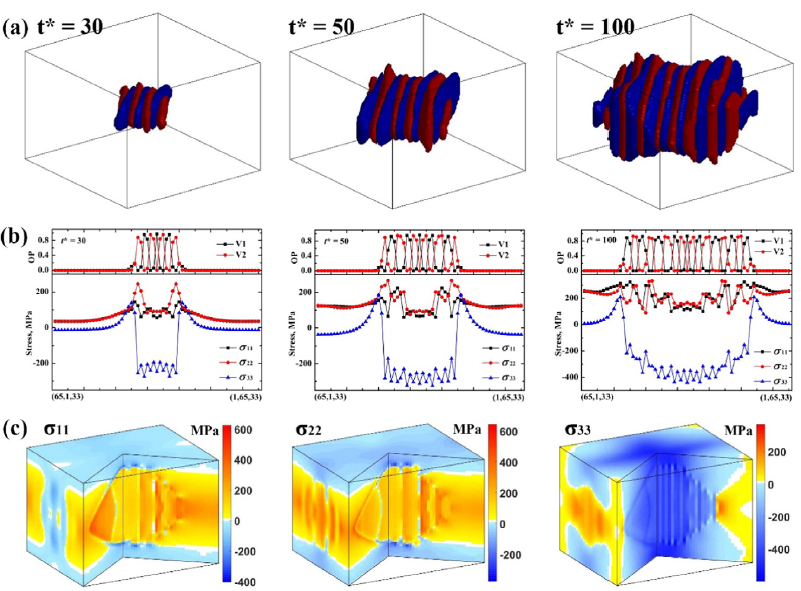 (a) t* = 30 t* = 50 t* = 100
(b)
t* = 30 V1 V2
OP 0.8 0.4 0.0
Stress, MPa 200 0 -200
σ11 σ22 σ33
(65,1,33) (1,65,33)
t* = 50 V1 V2
OP 0.8 0.4 0.0
Stress, MPa 200 0 -200
σ11 σ22 σ33
(65,1,33) (1,65,33)
t* = 100 V1 V2
OP 0.8 0.4 0.0
Stress, MPa 200 0 -200 -400
σ11 σ22 σ33
(65,1,33) (1,65,33)
(c) σ11 MPa
600 400 200 0 -200 -400
σ22 MPa
600 400 200 0 -200
σ33 MPa
200 0 -200 -400